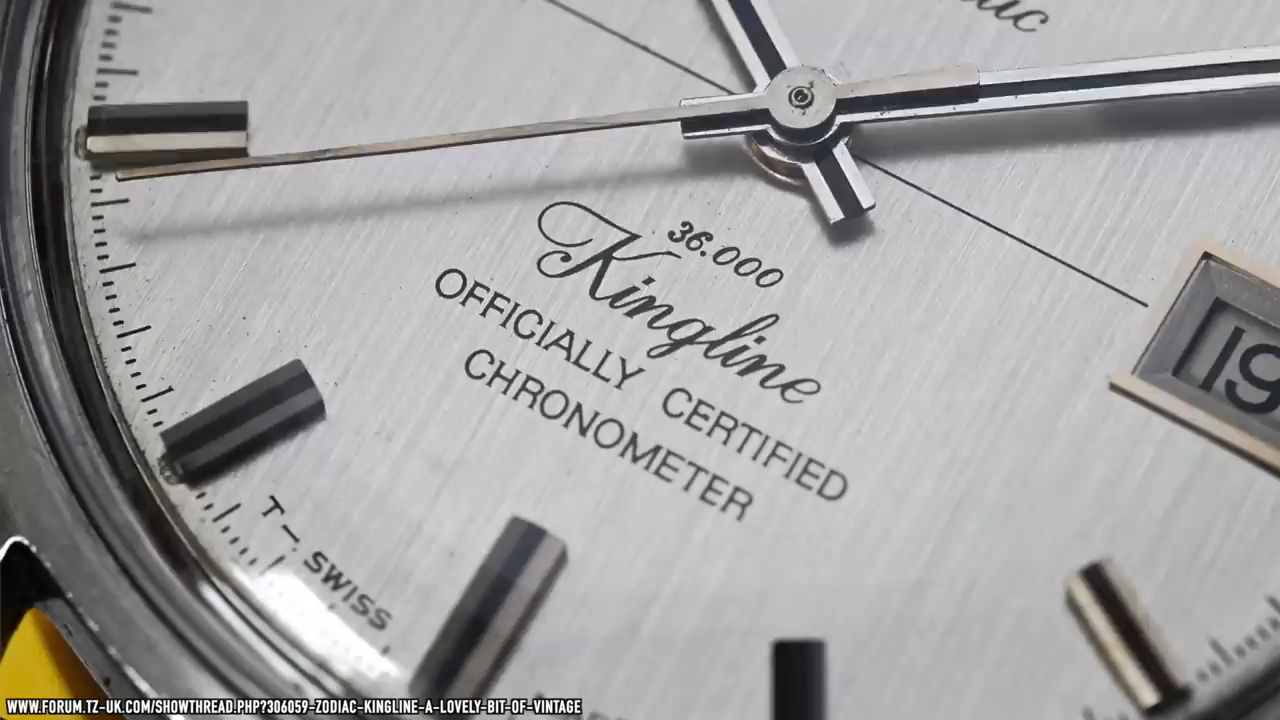 36.000
Kingline
OFFICIALLY CERTIFIED
CHRONOMETER
19
T – SWISS
WWW.FORUM.TZ-UK.COM/SHOWTHREAD.PHP?306059-ZODIAC-KINGLINE-A-LOVELY-BIT-OF-VINTAGE